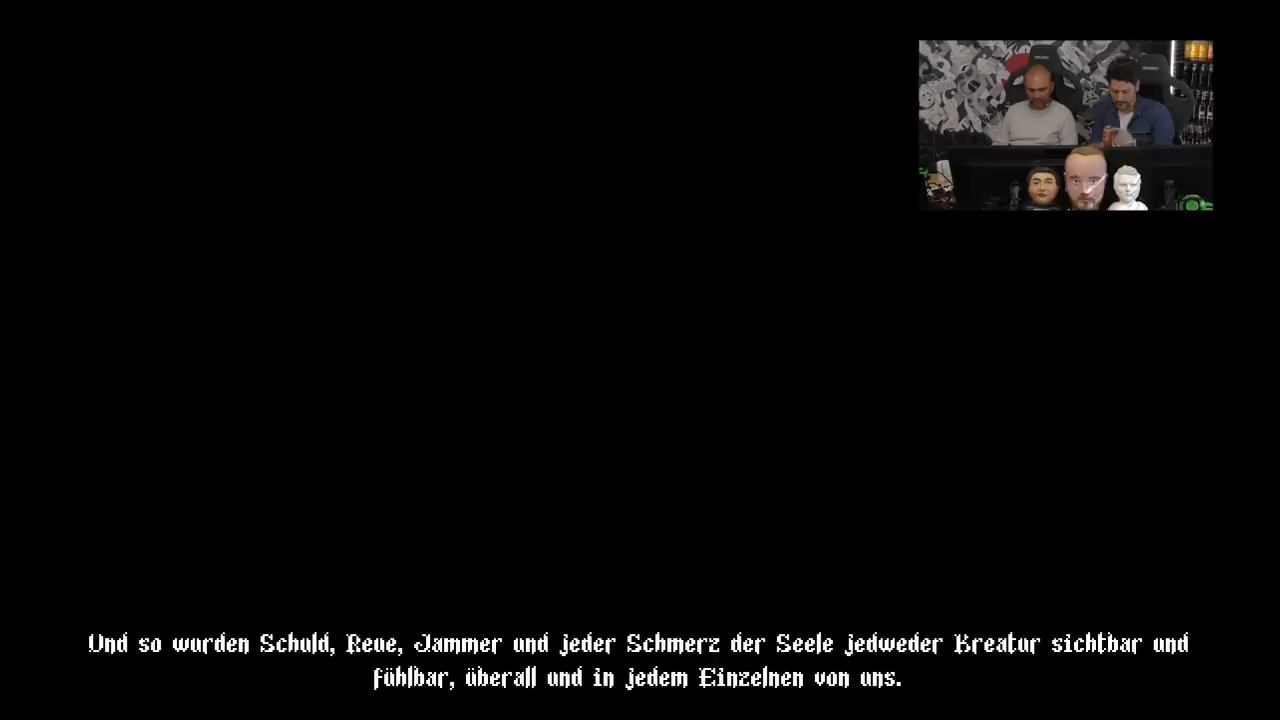 Und so wurden Schuld, Reue, Jammer und jeder Schmerz der Seele jedweder Kreatur sichtbar und
fühlbar, überall und in jedem Einzelnen von uns.